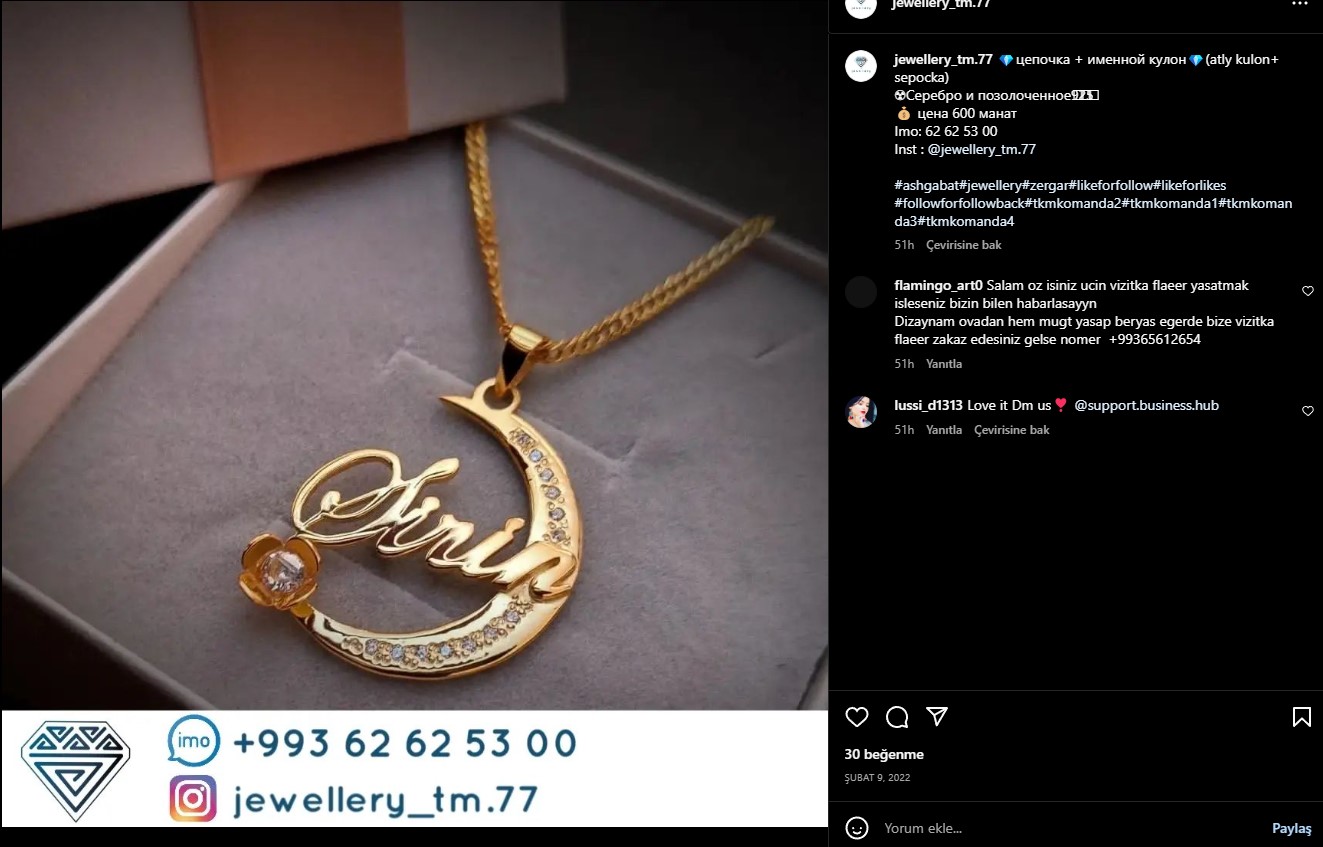 Sirin
imo
+993 62 62 53 00
jewellery_tm.77
jewellery_tm.77
jewellery_tm.77 💎цепочка + именной кулон💎(atly kulon+
sepocka)
☢Серебро и позолоченное
💰 цена 600 манат
Imo: 62 62 53 00
Inst : @jewellery_tm.77
#ashgabat#jewellery#zergar#likeforfollow#likeforlikes
#followforfollowback#tkmkomanda2#tkmkomanda1#tkmkoman
da3#tkmkomanda4
51h Çevirisine bak
flamingo_art0 Salam oz isiniz ucin vizitka flaeer yasatmak
isleseniz bizin bilen habarlasayyn
Dizaynam ovadan hem mugt yasap beryas egerde bize vizitka
flaeer zakaz edesiniz gelse nomer +99365612654
51h Yanıtla
lussi_d1313 Love it Dm us❣️ @support.business.hub
51h Yanıtla Çevirisine bak
30 beğenme
ŞUBAT 9, 2022
Yorum ekle...
Paylaş